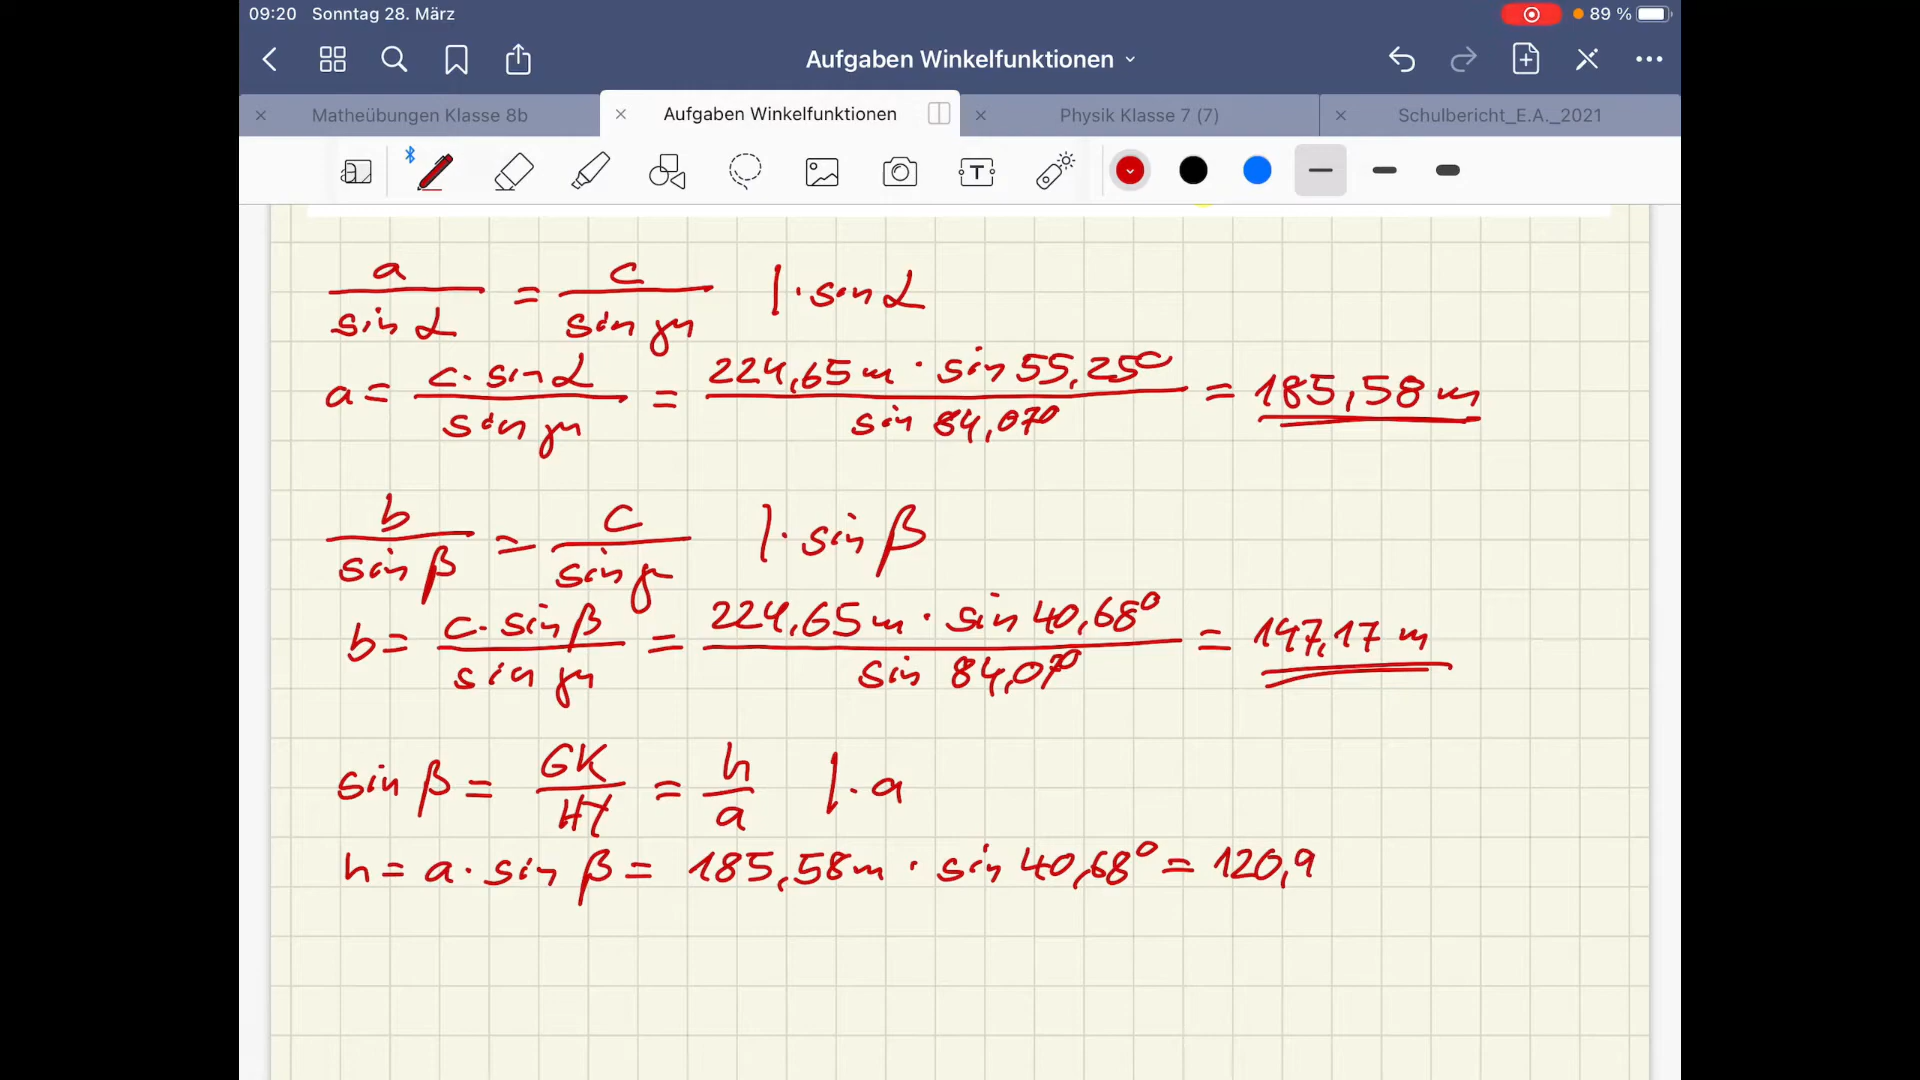 09:20 Sonntag 28. März 89 %
Aufgaben Winkelfunktionen
Matheübungen Klasse 8b Aufgaben Winkelfunktionen Physik Klasse 7 (7) Schulbericht_E.A._2021
T
a / sin α = c / sin γ | · sin α
a = c · sin α / sin γ = 224,65 m · sin 55,25° / sin 84,07° = 185,58 m
b / sin β = c / sin γ | · sin β
b = c · sin β / sin γ = 224,65 m · sin 40,68° / sin 84,07° = 147,17 m
sin β = GK / HY = h / a | · a
h = a · sin β = 185,58 m · sin 40,68° = 120,9